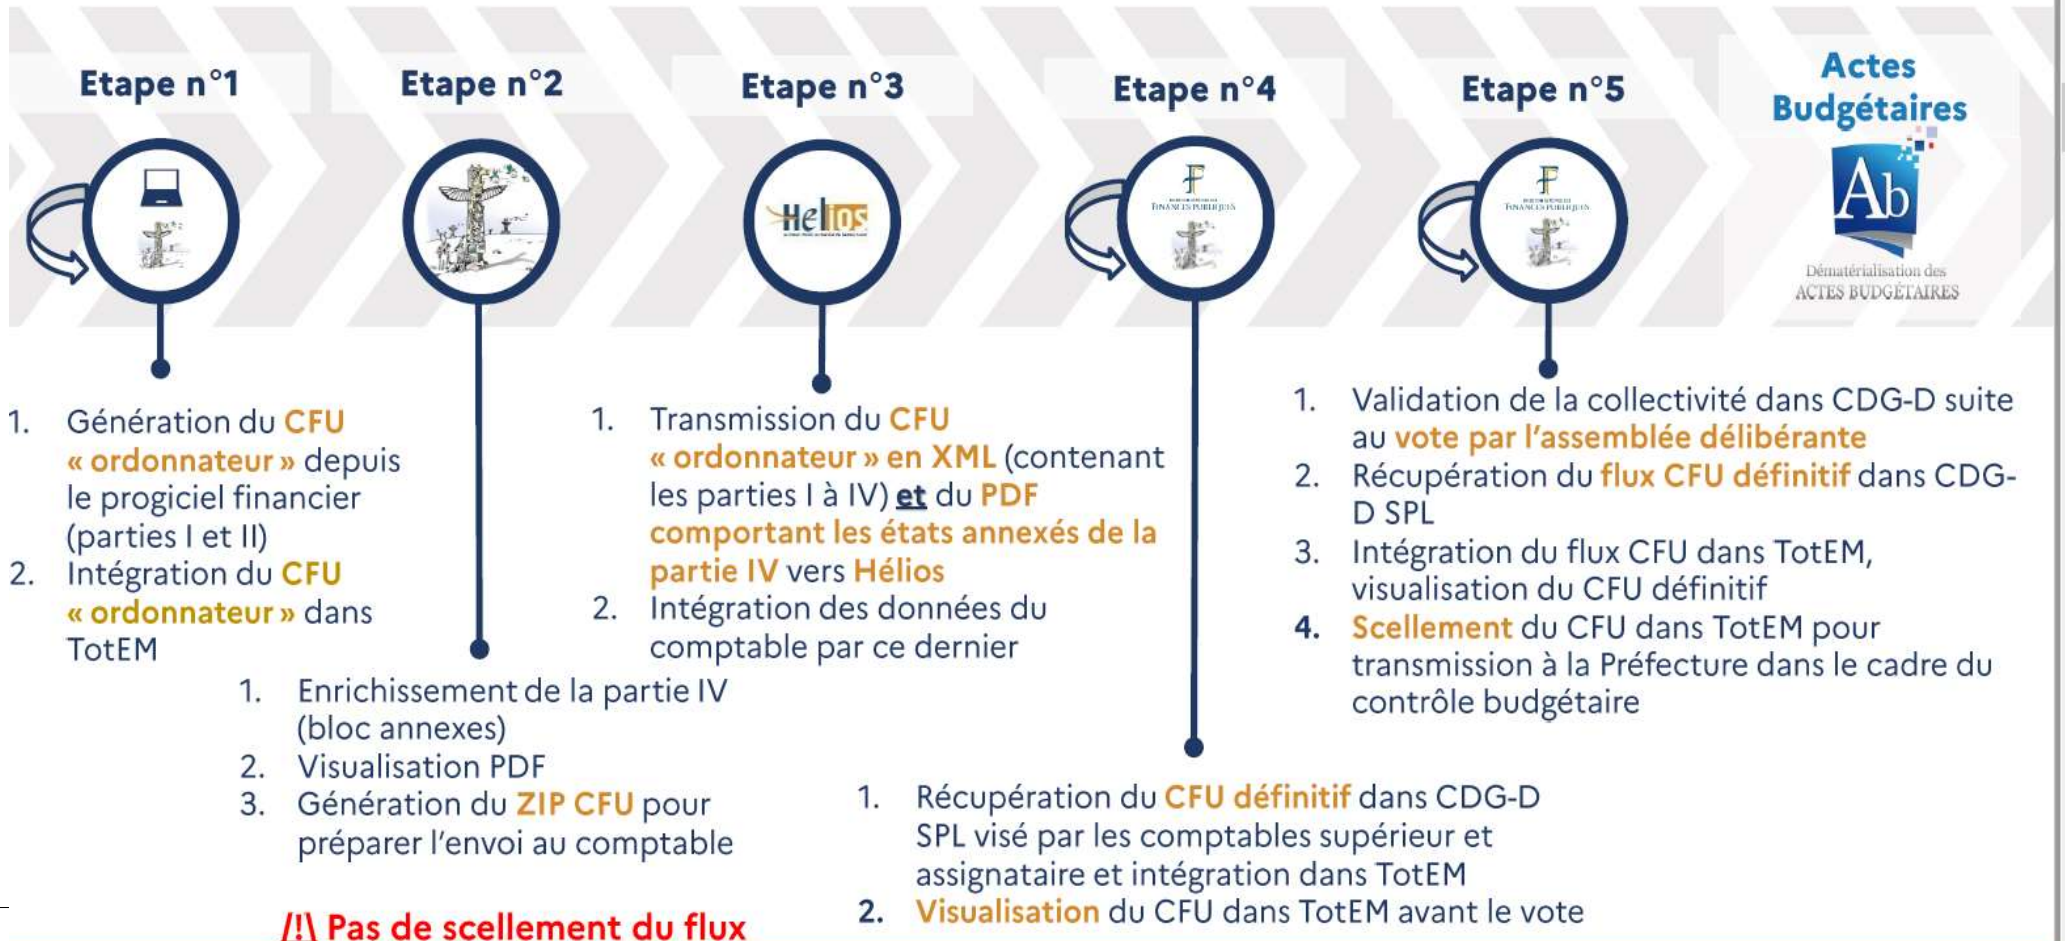 Etape n°1
Etape n°2
Etape n°3
Etape n°4
Etape n°5
Actes
Budgétaires
Hélios
FINANCES PUBLIQUES
FINANCES PUBLIQUES
Ab
Dématérialisation des
ACTES BUDGÉTAIRES
1. Génération du CFU
« ordonnateur » depuis
le progiciel financier
(parties I et II)
2. Intégration du CFU
« ordonnateur » dans
TotEM
1. Enrichissement de la partie IV
(bloc annexes)
2. Visualisation PDF
3. Génération du ZIP CFU pour
préparer l'envoi au comptable
/!\ Pas de scellement du flux
1. Transmission du CFU
« ordonnateur » en XML (contenant
les parties I à IV) et du PDF
comportant les états annexés de la
partie IV vers Hélios
2. Intégration des données du
comptable par ce dernier
1. Récupération du CFU définitif dans CDG-D
SPL visé par les comptables supérieur et
assignataire et intégration dans TotEM
2. Visualisation du CFU dans TotEM avant le vote
1. Validation de la collectivité dans CDG-D suite
au vote par l'assemblée délibérante
2. Récupération du flux CFU définitif dans CDG-
D SPL
3. Intégration du flux CFU dans TotEM,
visualisation du CFU définitif
4. Scellement du CFU dans TotEM pour
transmission à la Préfecture dans le cadre du
contrôle budgétaire